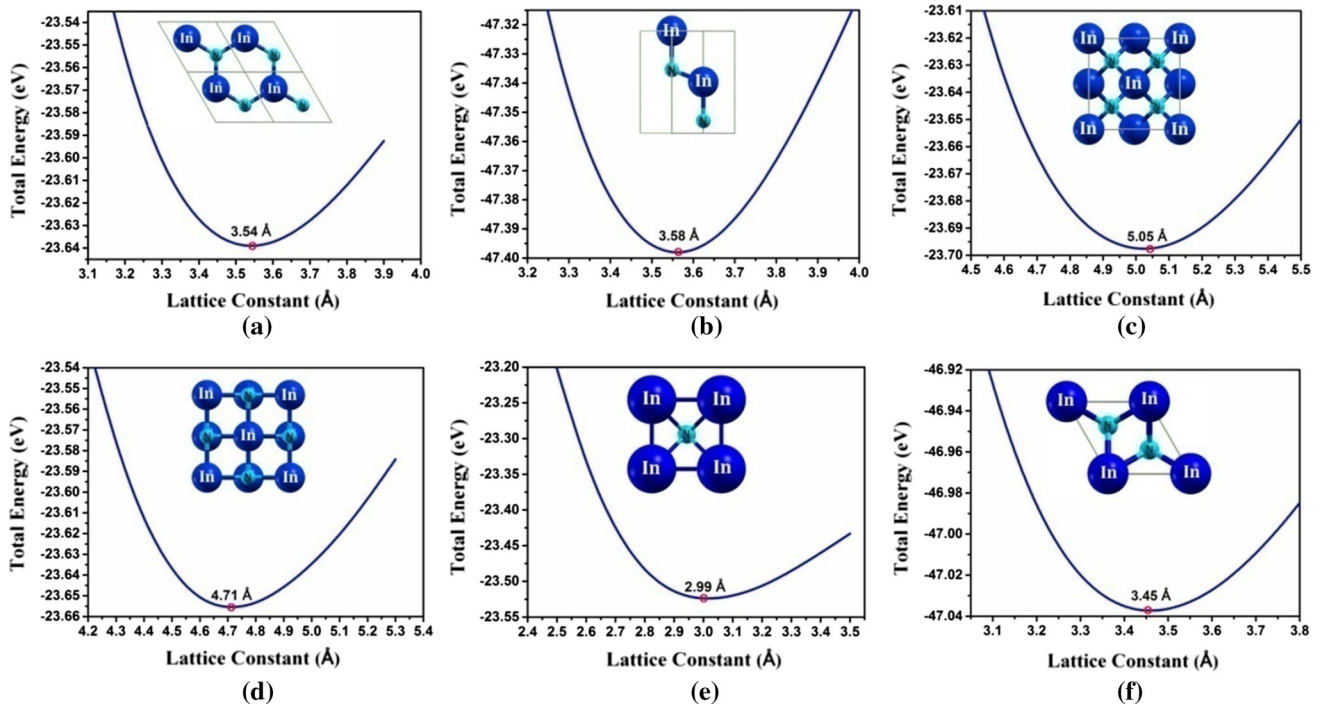 -23.54
-23.55
-23.56
-23.57
-23.58
-23.59
-23.60
-23.61
-23.62
-23.63
-23.64
Total Energy (eV)
In In
N N
In In
N N
3.54 Å
3.1 3.2 3.3 3.4 3.5 3.6 3.7 3.8 3.9 4.0
Lattice Constant (Å)
(a)
-47.32
-47.33
-47.34
-47.35
-47.36
-47.37
-47.38
-47.39
-47.40
Total Energy (eV)
In
N
In
N
3.58 Å
3.2 3.3 3.4 3.5 3.6 3.7 3.8 3.9 4.0
Lattice Constant (Å)
(b)
-23.61
-23.62
-23.63
-23.64
-23.65
-23.66
-23.67
-23.68
-23.69
-23.70
Total Energy (eV)
In In
N N
In
N N
In In
5.05 Å
4.5 4.6 4.7 4.8 4.9 5.0 5.1 5.2 5.3 5.4 5.5
Lattice Constant (Å)
(c)
-23.54
-23.55
-23.56
-23.57
-23.58
-23.59
-23.60
-23.61
-23.62
-23.63
-23.64
-23.65
-23.66
Total Energy (eV)
In N In
N In N
In N In
4.71 Å
4.2 4.3 4.4 4.5 4.6 4.7 4.8 4.9 5.0 5.1 5.2 5.3 5.4
Lattice Constant (Å)
(d)
-23.20
-23.25
-23.30
-23.35
-23.40
-23.45
-23.50
-23.55
Total Energy (eV)
In In
N
In In
2.99 Å
2.4 2.5 2.6 2.7 2.8 2.9 3.0 3.1 3.2 3.3 3.4 3.5
Lattice Constant (Å)
(e)
-46.92
-46.94
-46.96
-46.98
-47.00
-47.02
-47.04
Total Energy (eV)
In In
N
N
In In
3.45 Å
3.1 3.2 3.3 3.4 3.5 3.6 3.7 3.8
Lattice Constant (Å)
(f)